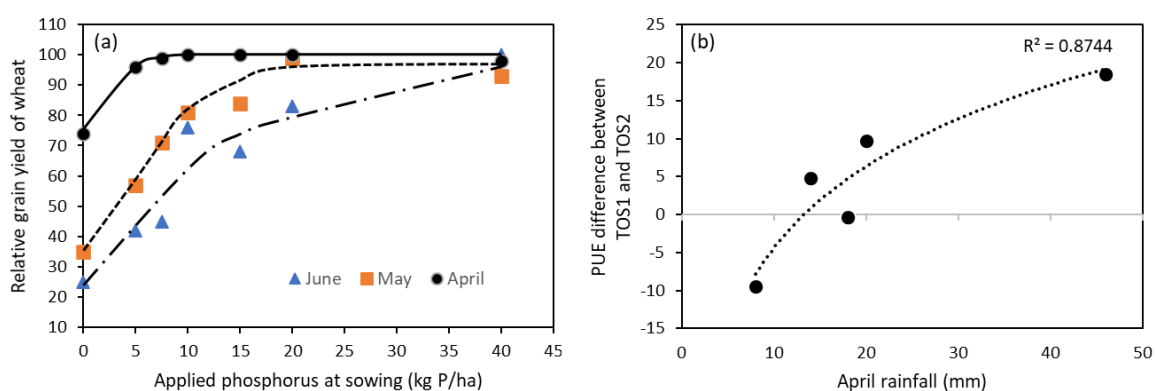 (a)
Relative grain yield of wheat
110
100
90
80
70
60
50
40
30
20
10
June May April
0 5 10 15 20 25 30 35 40 45
Applied phosphorus at sowing (kg P/ha)
(b)
R² = 0.8744
PUE difference between
TOS1 and TOS2
25
20
15
10
5
0
-5
-10
-15
0 10 20 30 40 50
April rainfall (mm)